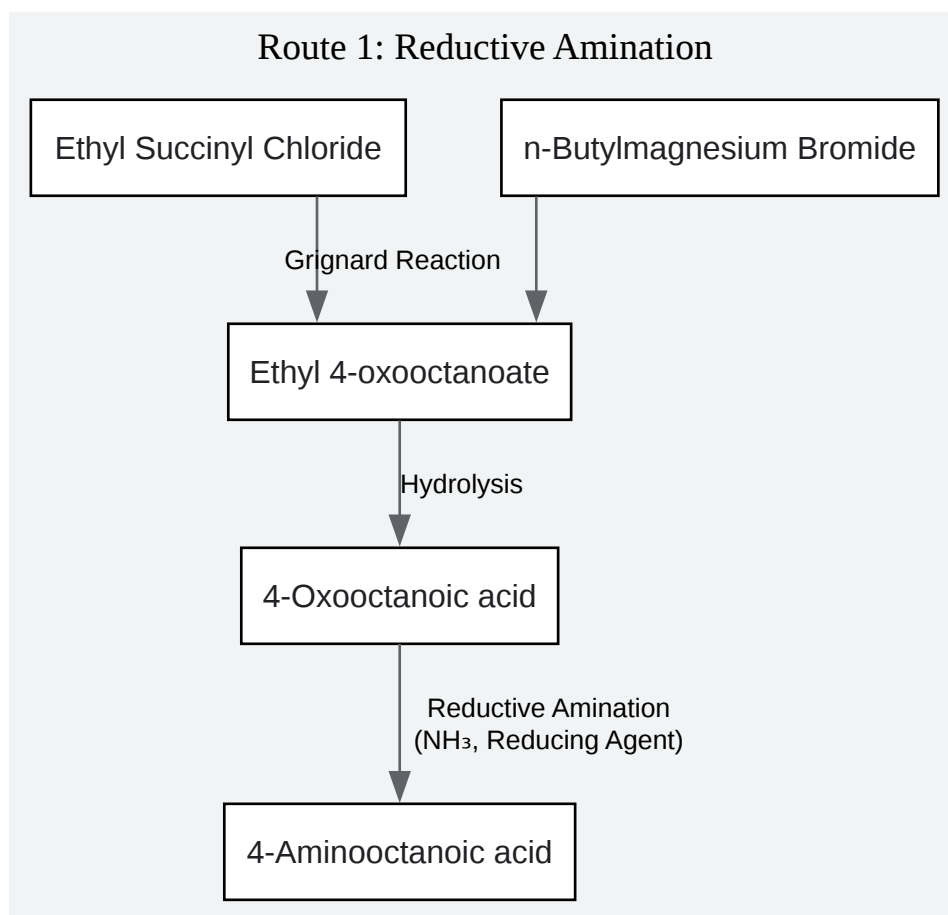 Route 1: Reductive Amination
Ethyl Succinyl Chloride
n-Butylmagnesium Bromide
Grignard Reaction
Ethyl 4-oxooctanoate
Hydrolysis
4-Oxooctanoic acid
Reductive Amination
(NH₃, Reducing Agent)
4-Aminooctanoic acid